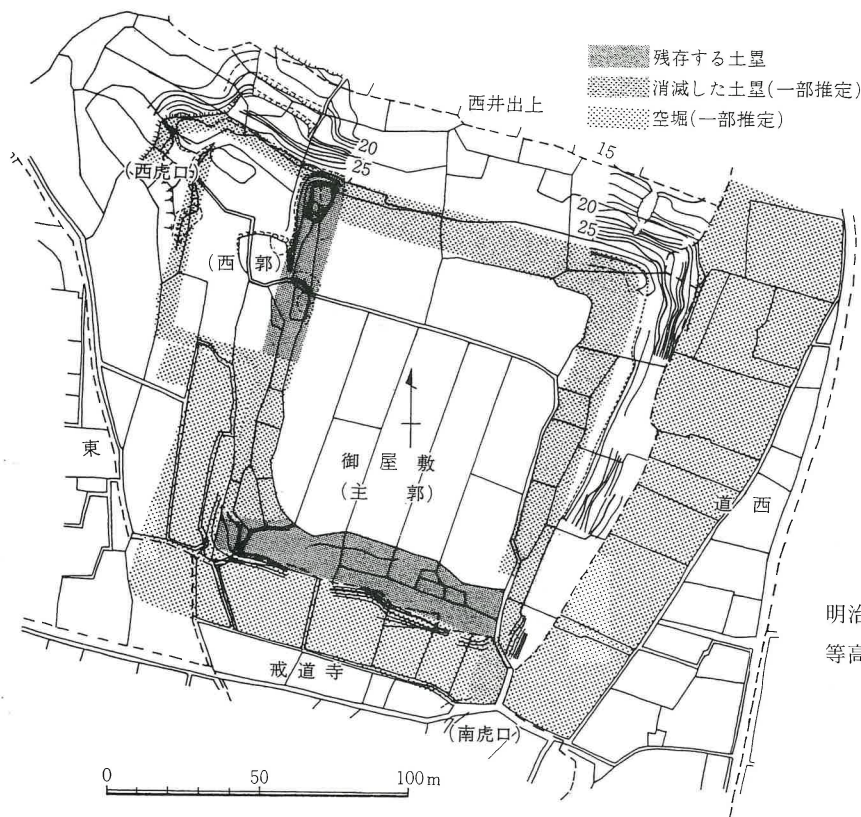 残存する土塁
消滅した土塁(一部推定)
空堀(一部推定)
西井出上
15
20
25
20
25
(西虎口)
(西郭)
御屋敷
(主郭)
東
道西
明治
等高
戒道寺
(南虎口)
0 50 100m